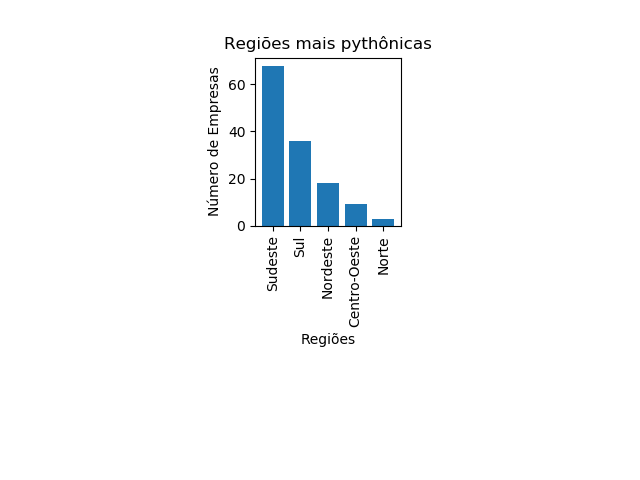 Regiões mais pythônicas
Número de Empresas
60
40
20
0
Sudeste
Sul
Nordeste
Centro-Oeste
Norte
Regiões